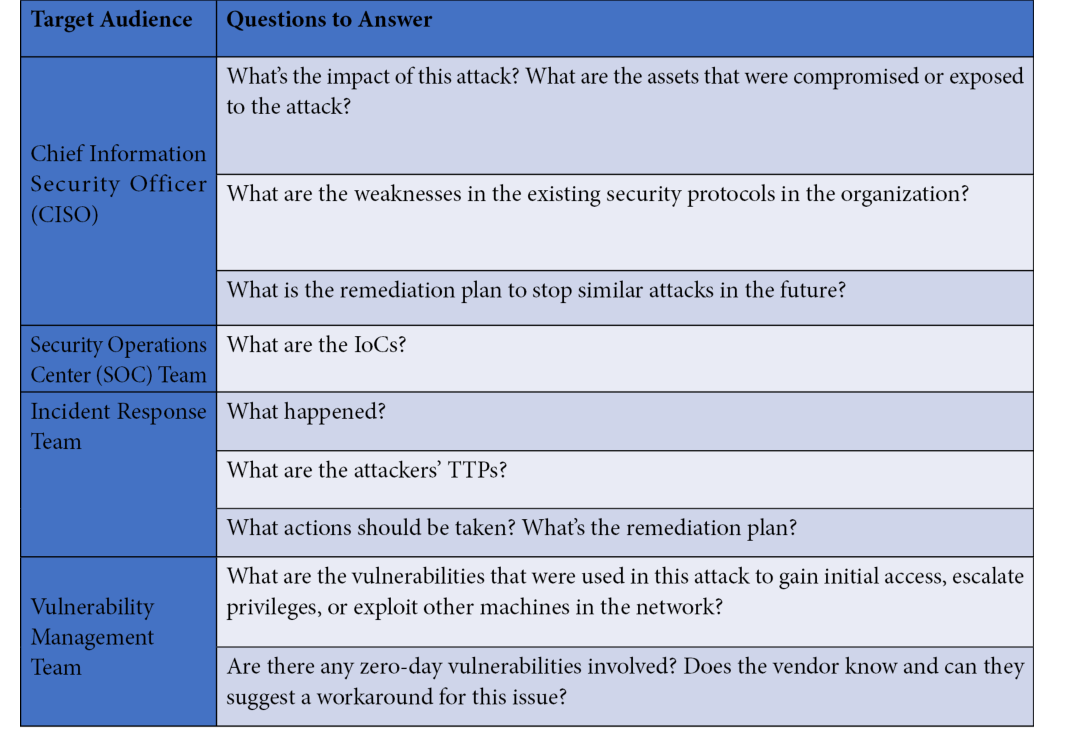 Target Audience
Questions to Answer
Chief Information
Security Officer
(CISO)
What's the impact of this attack? What are the assets that were compromised or exposed
to the attack?
What are the weaknesses in the existing security protocols in the organization?
What is the remediation plan to stop similar attacks in the future?
Security Operations
Center (SOC) Team
What are the IoCs?
Incident Response
Team
What happened?
What are the attackers' TTPs?
What actions should be taken? What's the remediation plan?
Vulnerability
Management
Team
What are the vulnerabilities that were used in this attack to gain initial access, escalate
privileges, or exploit other machines in the network?
Are there any zero-day vulnerabilities involved? Does the vendor know and can they
suggest a workaround for this issue?